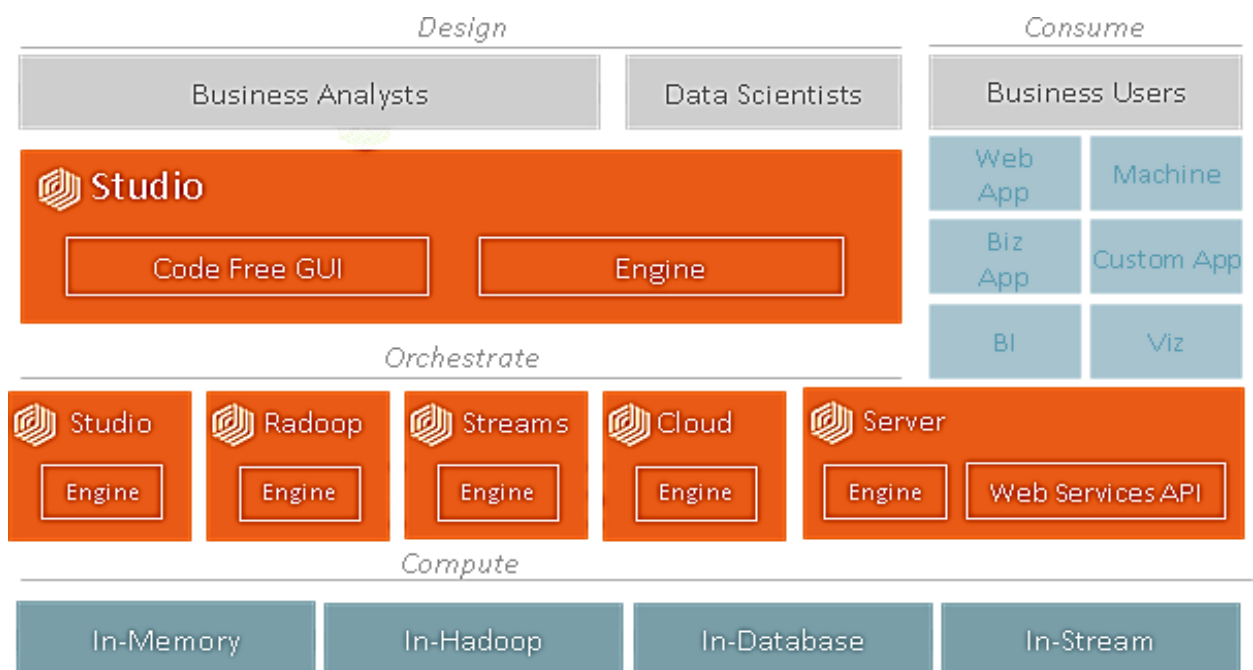 Design
Consume
Business Analysts
Data Scientists
Business Users
Studio
Code Free GUI
Engine
Web
App
Machine
Biz
App
Custom App
BI
Viz
Orchestrate
Studio
Engine
Radoop
Engine
Streams
Engine
Cloud
Engine
Server
Engine
Web Services API
Compute
In-Memory
In-Hadoop
In-Database
In-Stream